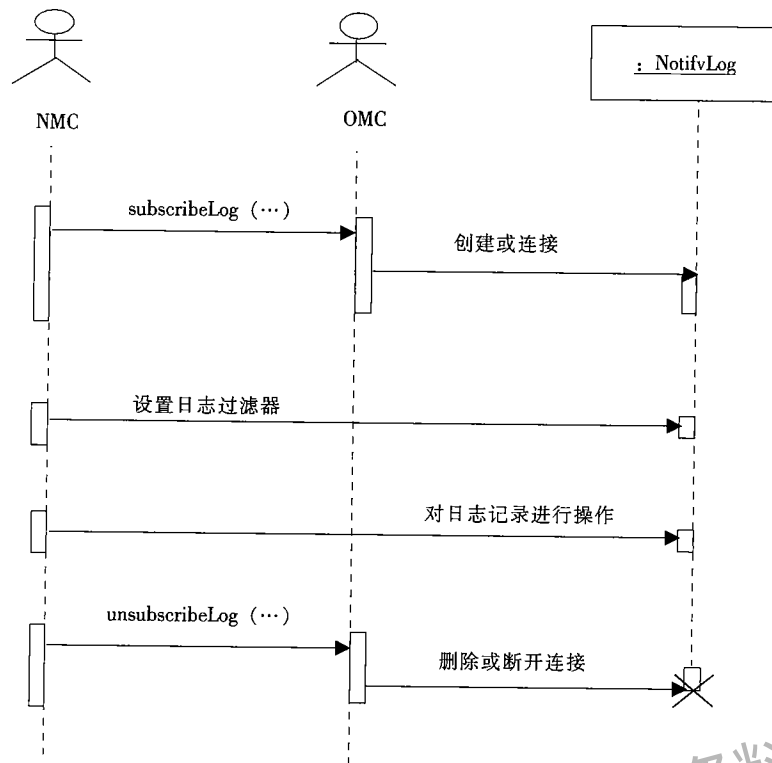 NMC
OMC
: NotifvLog
subscribeLog (…)
创建或连接
设置日志过滤器
对日志记录进行操作
unsubscribeLog (…)
删除或断开连接